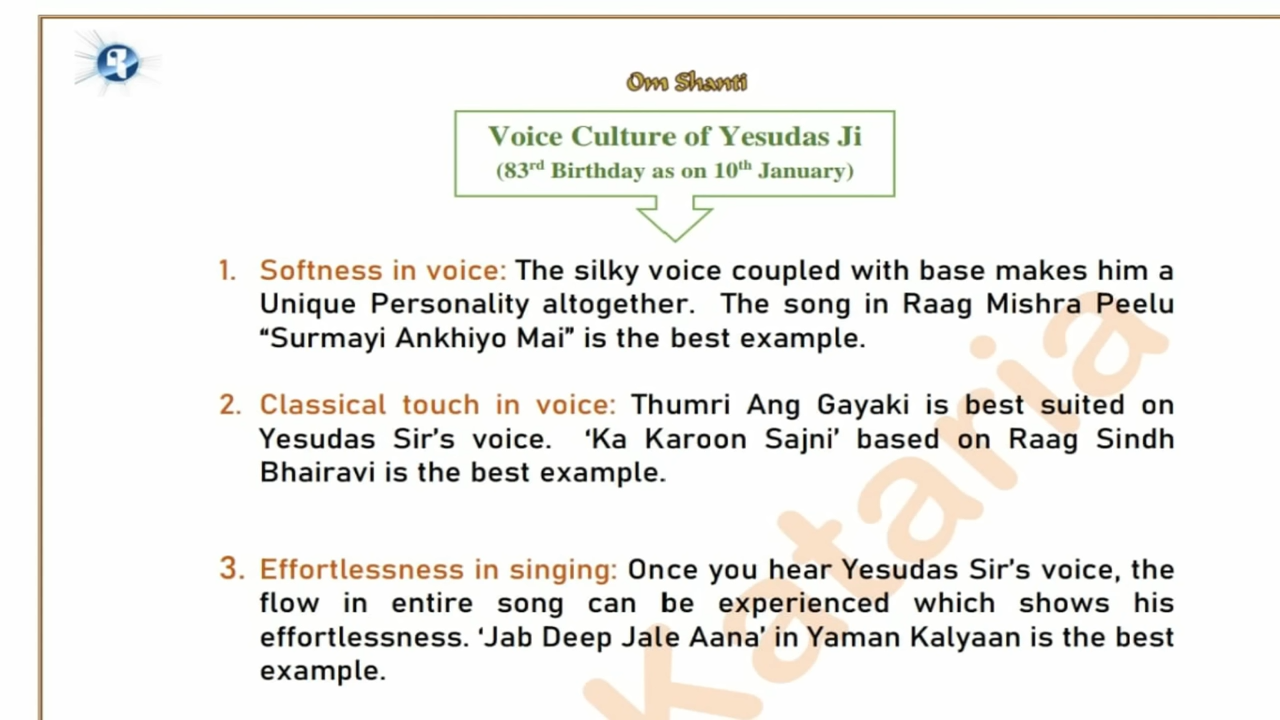 Om Shanti
Voice Culture of Yesudas Ji
(83rd Birthday as on 10th January)
1. Softness in voice: The silky voice coupled with base makes him a
Unique Personality altogether. The song in Raag Mishra Peelu
“Surmayi Ankhiyo Mai” is the best example.
2. Classical touch in voice: Thumri Ang Gayaki is best suited on
Yesudas Sir’s voice. ‘Ka Karoon Sajni’ based on Raag Sindh
Bhairavi is the best example.
3. Effortlessness in singing: Once you hear Yesudas Sir’s voice, the
flow in entire song can be experienced which shows his
effortlessness. ‘Jab Deep Jale Aana’ in Yaman Kalyaan is the best
example.
Kataria